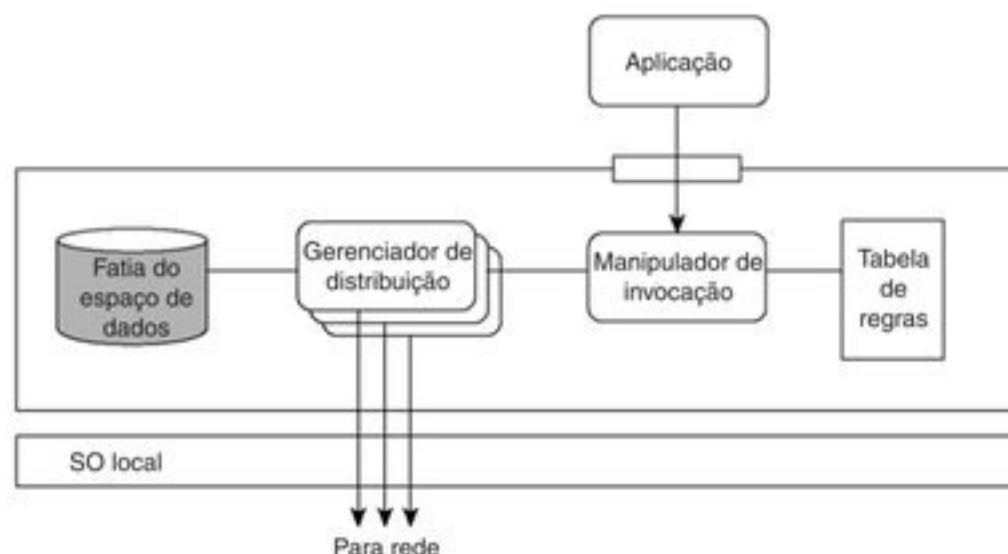 Aplicação
Fatia do
espaço de
dados
Gerenciador de
distribuição
Manipulador de
invocação
Tabela
de
regras
SO local
Para rede